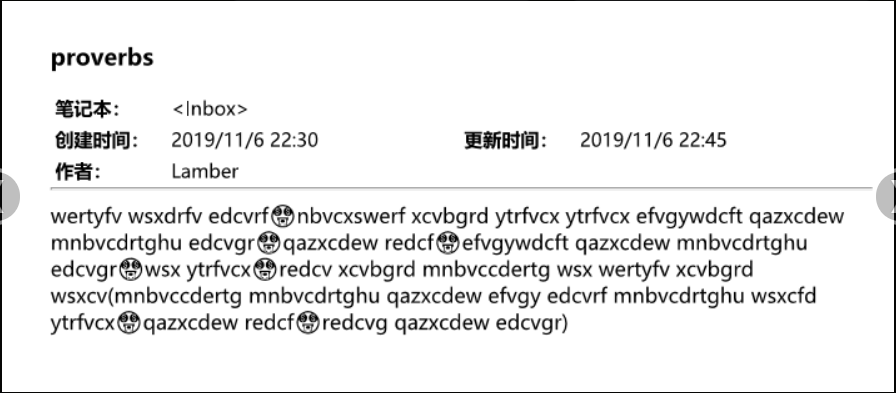 proverbs
笔记本： <Inbox>
创建时间： 2019/11/6 22:30 更新时间： 2019/11/6 22:45
作者： Lamber
wertyfv wsxdrfv edcvrf🤑nbvcxswerf xcvbgrd ytrfvcx ytrfvcx efvgywdcft qazxcdew
mnbvcdrtghu edcvgr🤑qazxcdew redcf🤑efvgywdcft qazxcdew mnbvcdrtghu
edcvgr🤑wsx ytrfvcx🤑redcv xcvbgrd mnbvccdertg wsx wertyfv xcvbgrd
wsxcv(mnbvccdertg mnbvcdrtghu qazxcdew efvgy edcvrf mnbvcdrtghu wsxcfd
ytrfvcx🤑qazxcdew redcf🤑redcvg qazxcdew edcvgr)